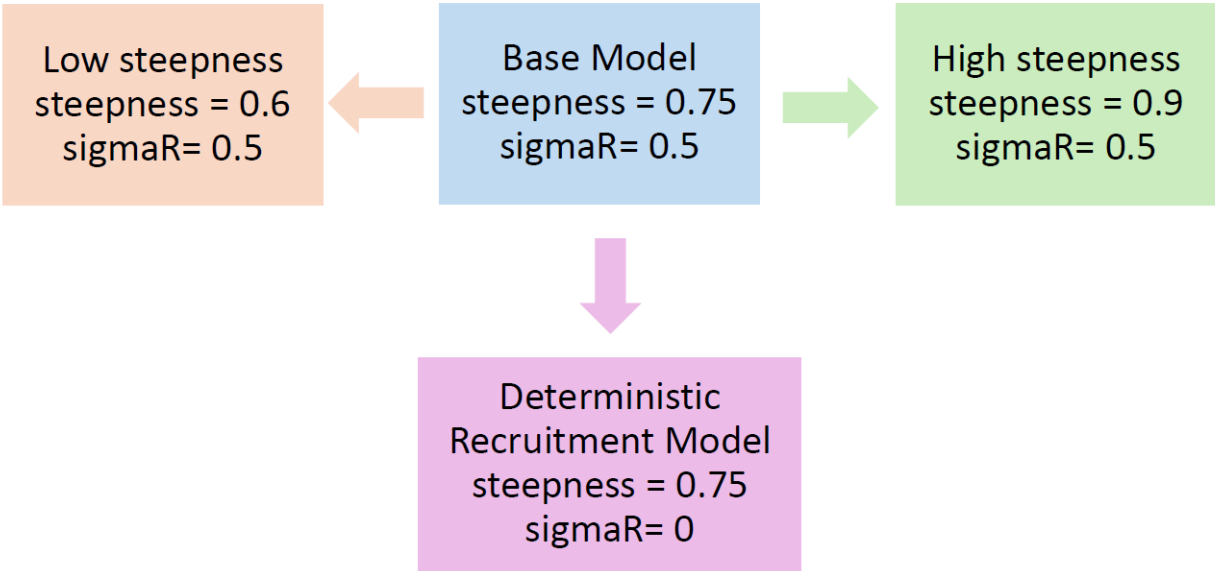 Low steepness
steepness = 0.6
sigmaR= 0.5
Base Model
steepness = 0.75
sigmaR= 0.5
High steepness
steepness = 0.9
sigmaR= 0.5
Deterministic
Recruitment Model
steepness = 0.75
sigmaR= 0